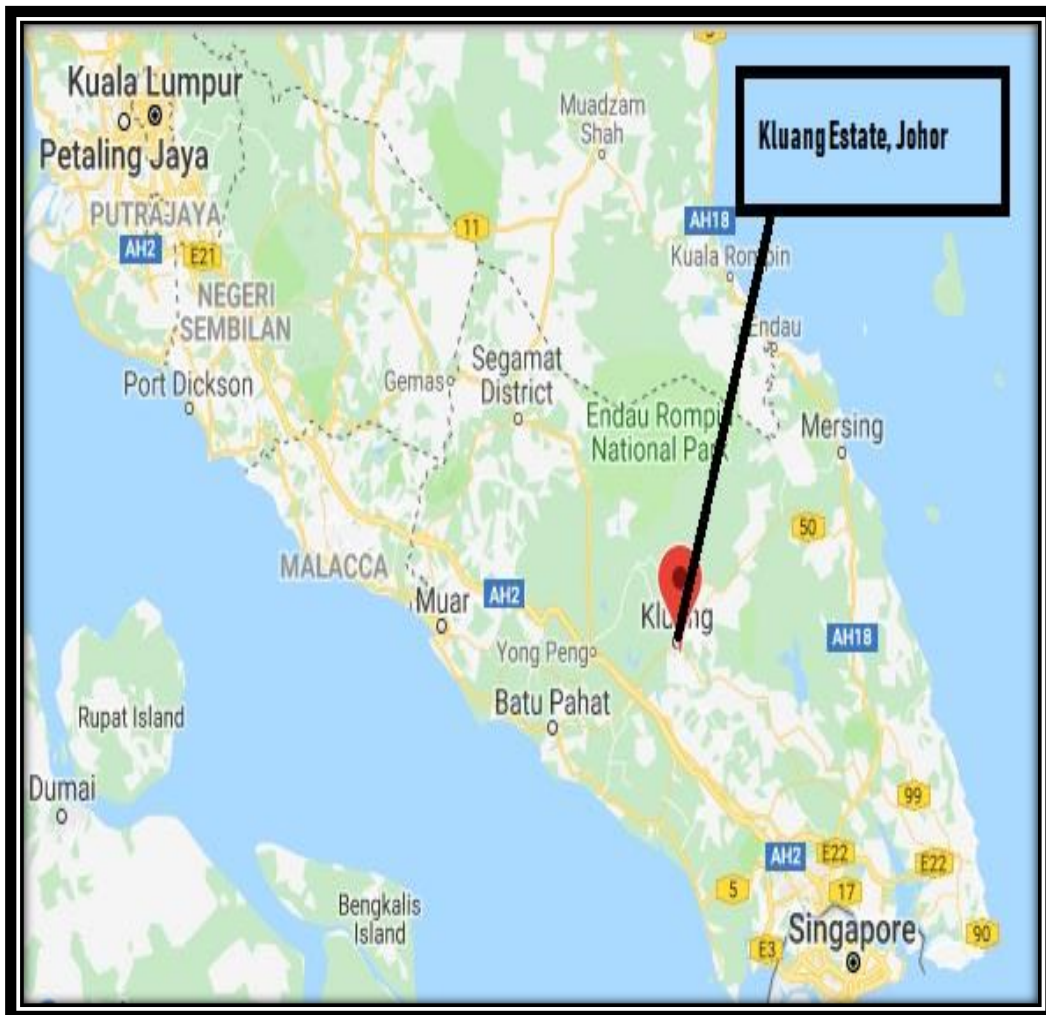 Kuala Lumpur
Petaling Jaya
PUTRAJAYA
AH2
E21
NEGERI
SEMBILAN
Port Dickson
11
Muadzam
Shah
Kluang Estate, Johor
AH18
Kuala Rompin
Endau
Gemas
Segamat
District
Endau Rompin
National Park
Mersing
50
MALACCA
Muar
AH2
Kluang
Yong Peng
AH18
Batu Pahat
Rupat Island
Dumai
99
AH2
E22
E22
5
17
Bengkalis
Island
Singapore
E3
90